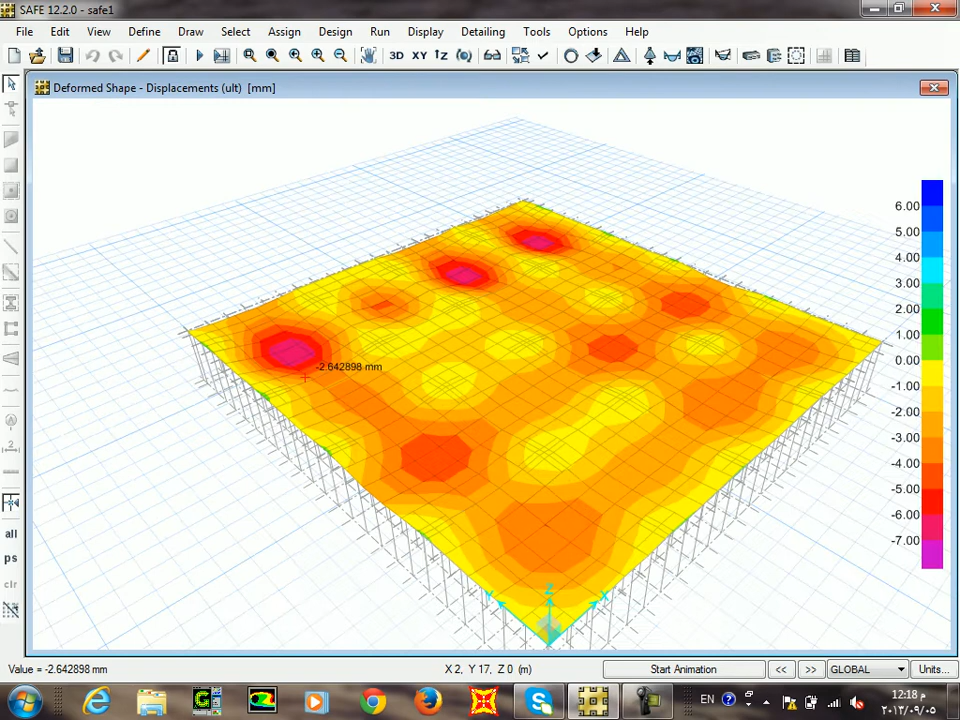 SAFE 12.2.0 - safe1
File Edit View Define Draw Select Assign Design Run Display Detailing Tools Options Help
3D XY
Deformed Shape - Displacements (ult) [mm]
6.00
5.00
4.00
3.00
2.00
1.00
0.00
-1.00
-2.00
-3.00
-4.00
-5.00
-6.00
-7.00
-2.642898 mm
all
ps
clr
Z
Y X
Value = -2.642898 mm X 2, Y 17, Z 0 (m) Start Animation << >> GLOBAL Units...
EN 12:18 م
٢٠١٣/٠٩/٠٥